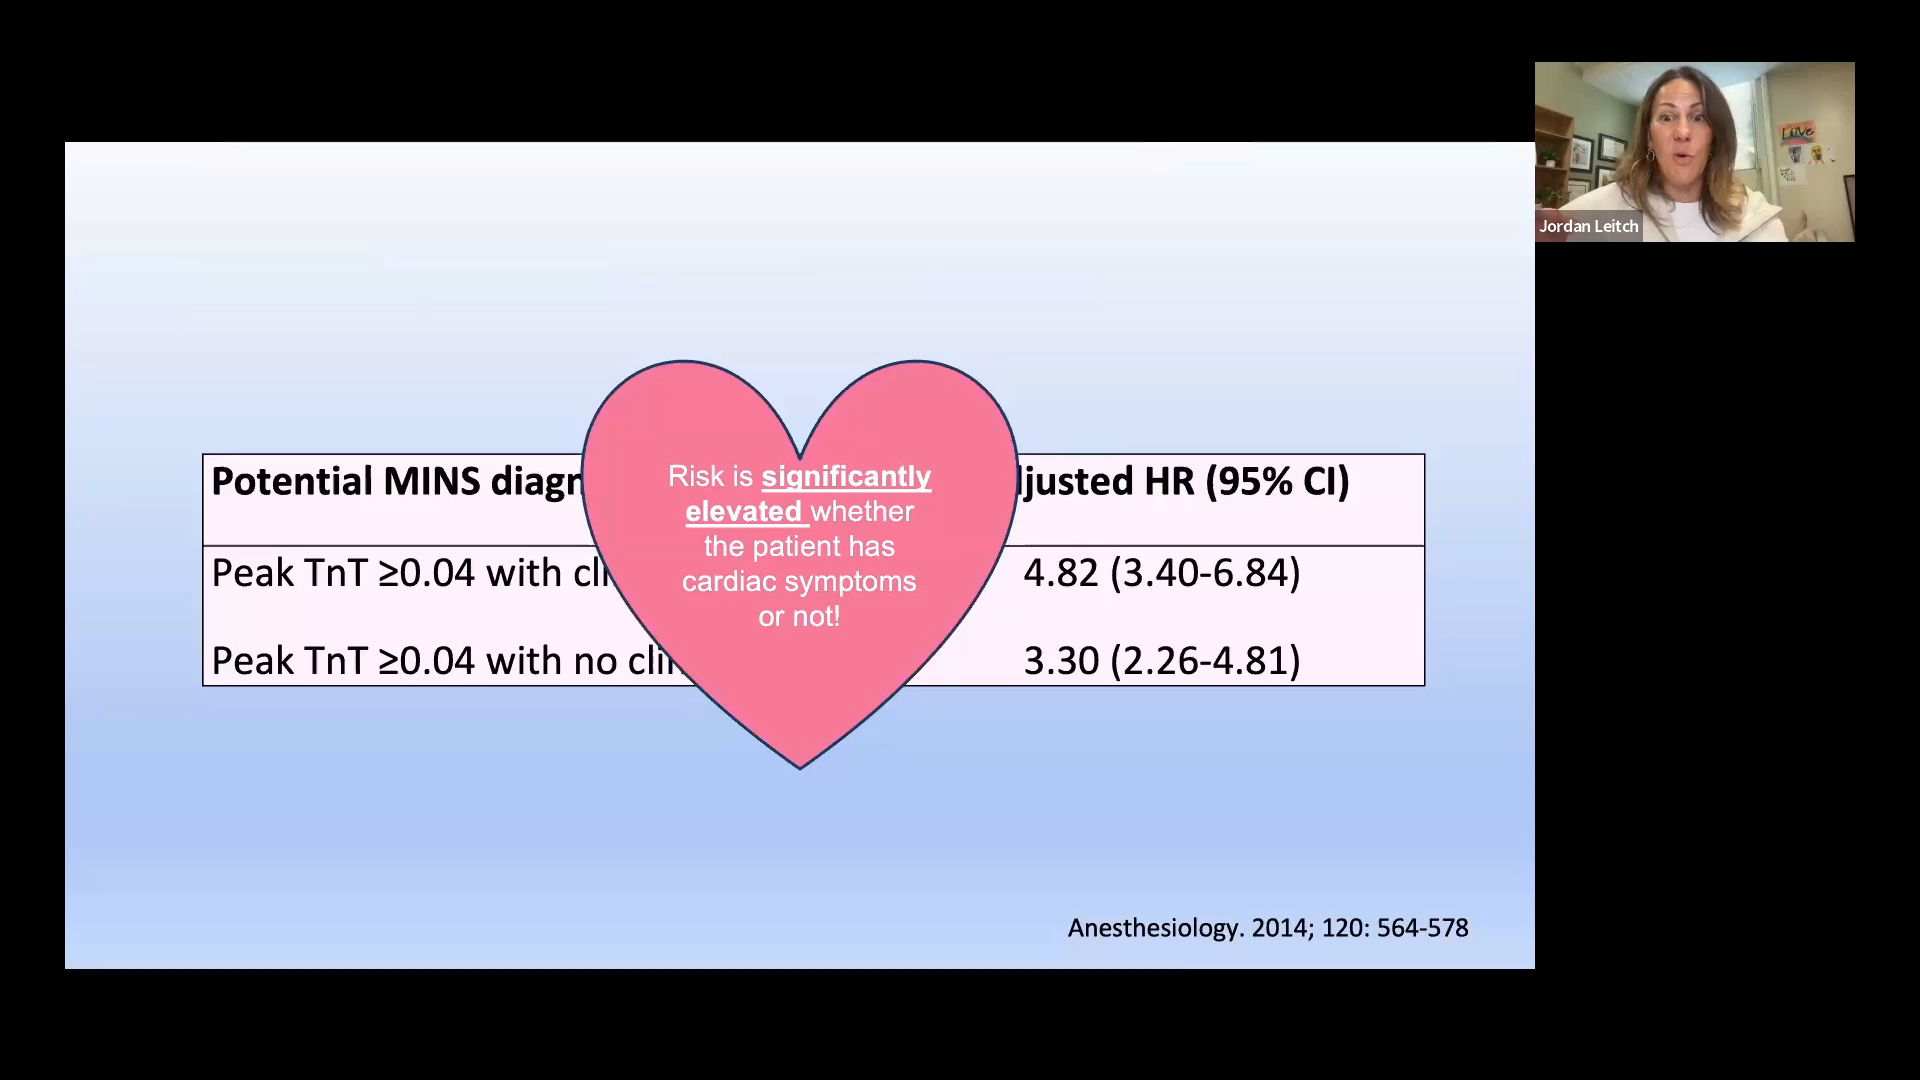 Jordan Leitch
LOVE
Potential MINS diagn
djusted HR (95% CI)
Peak TnT ≥0.04 with cli
4.82 (3.40-6.84)
Peak TnT ≥0.04 with no clin
3.30 (2.26-4.81)
Risk is significantly
elevated whether
the patient has
cardiac symptoms
or not!
Anesthesiology. 2014; 120: 564-578